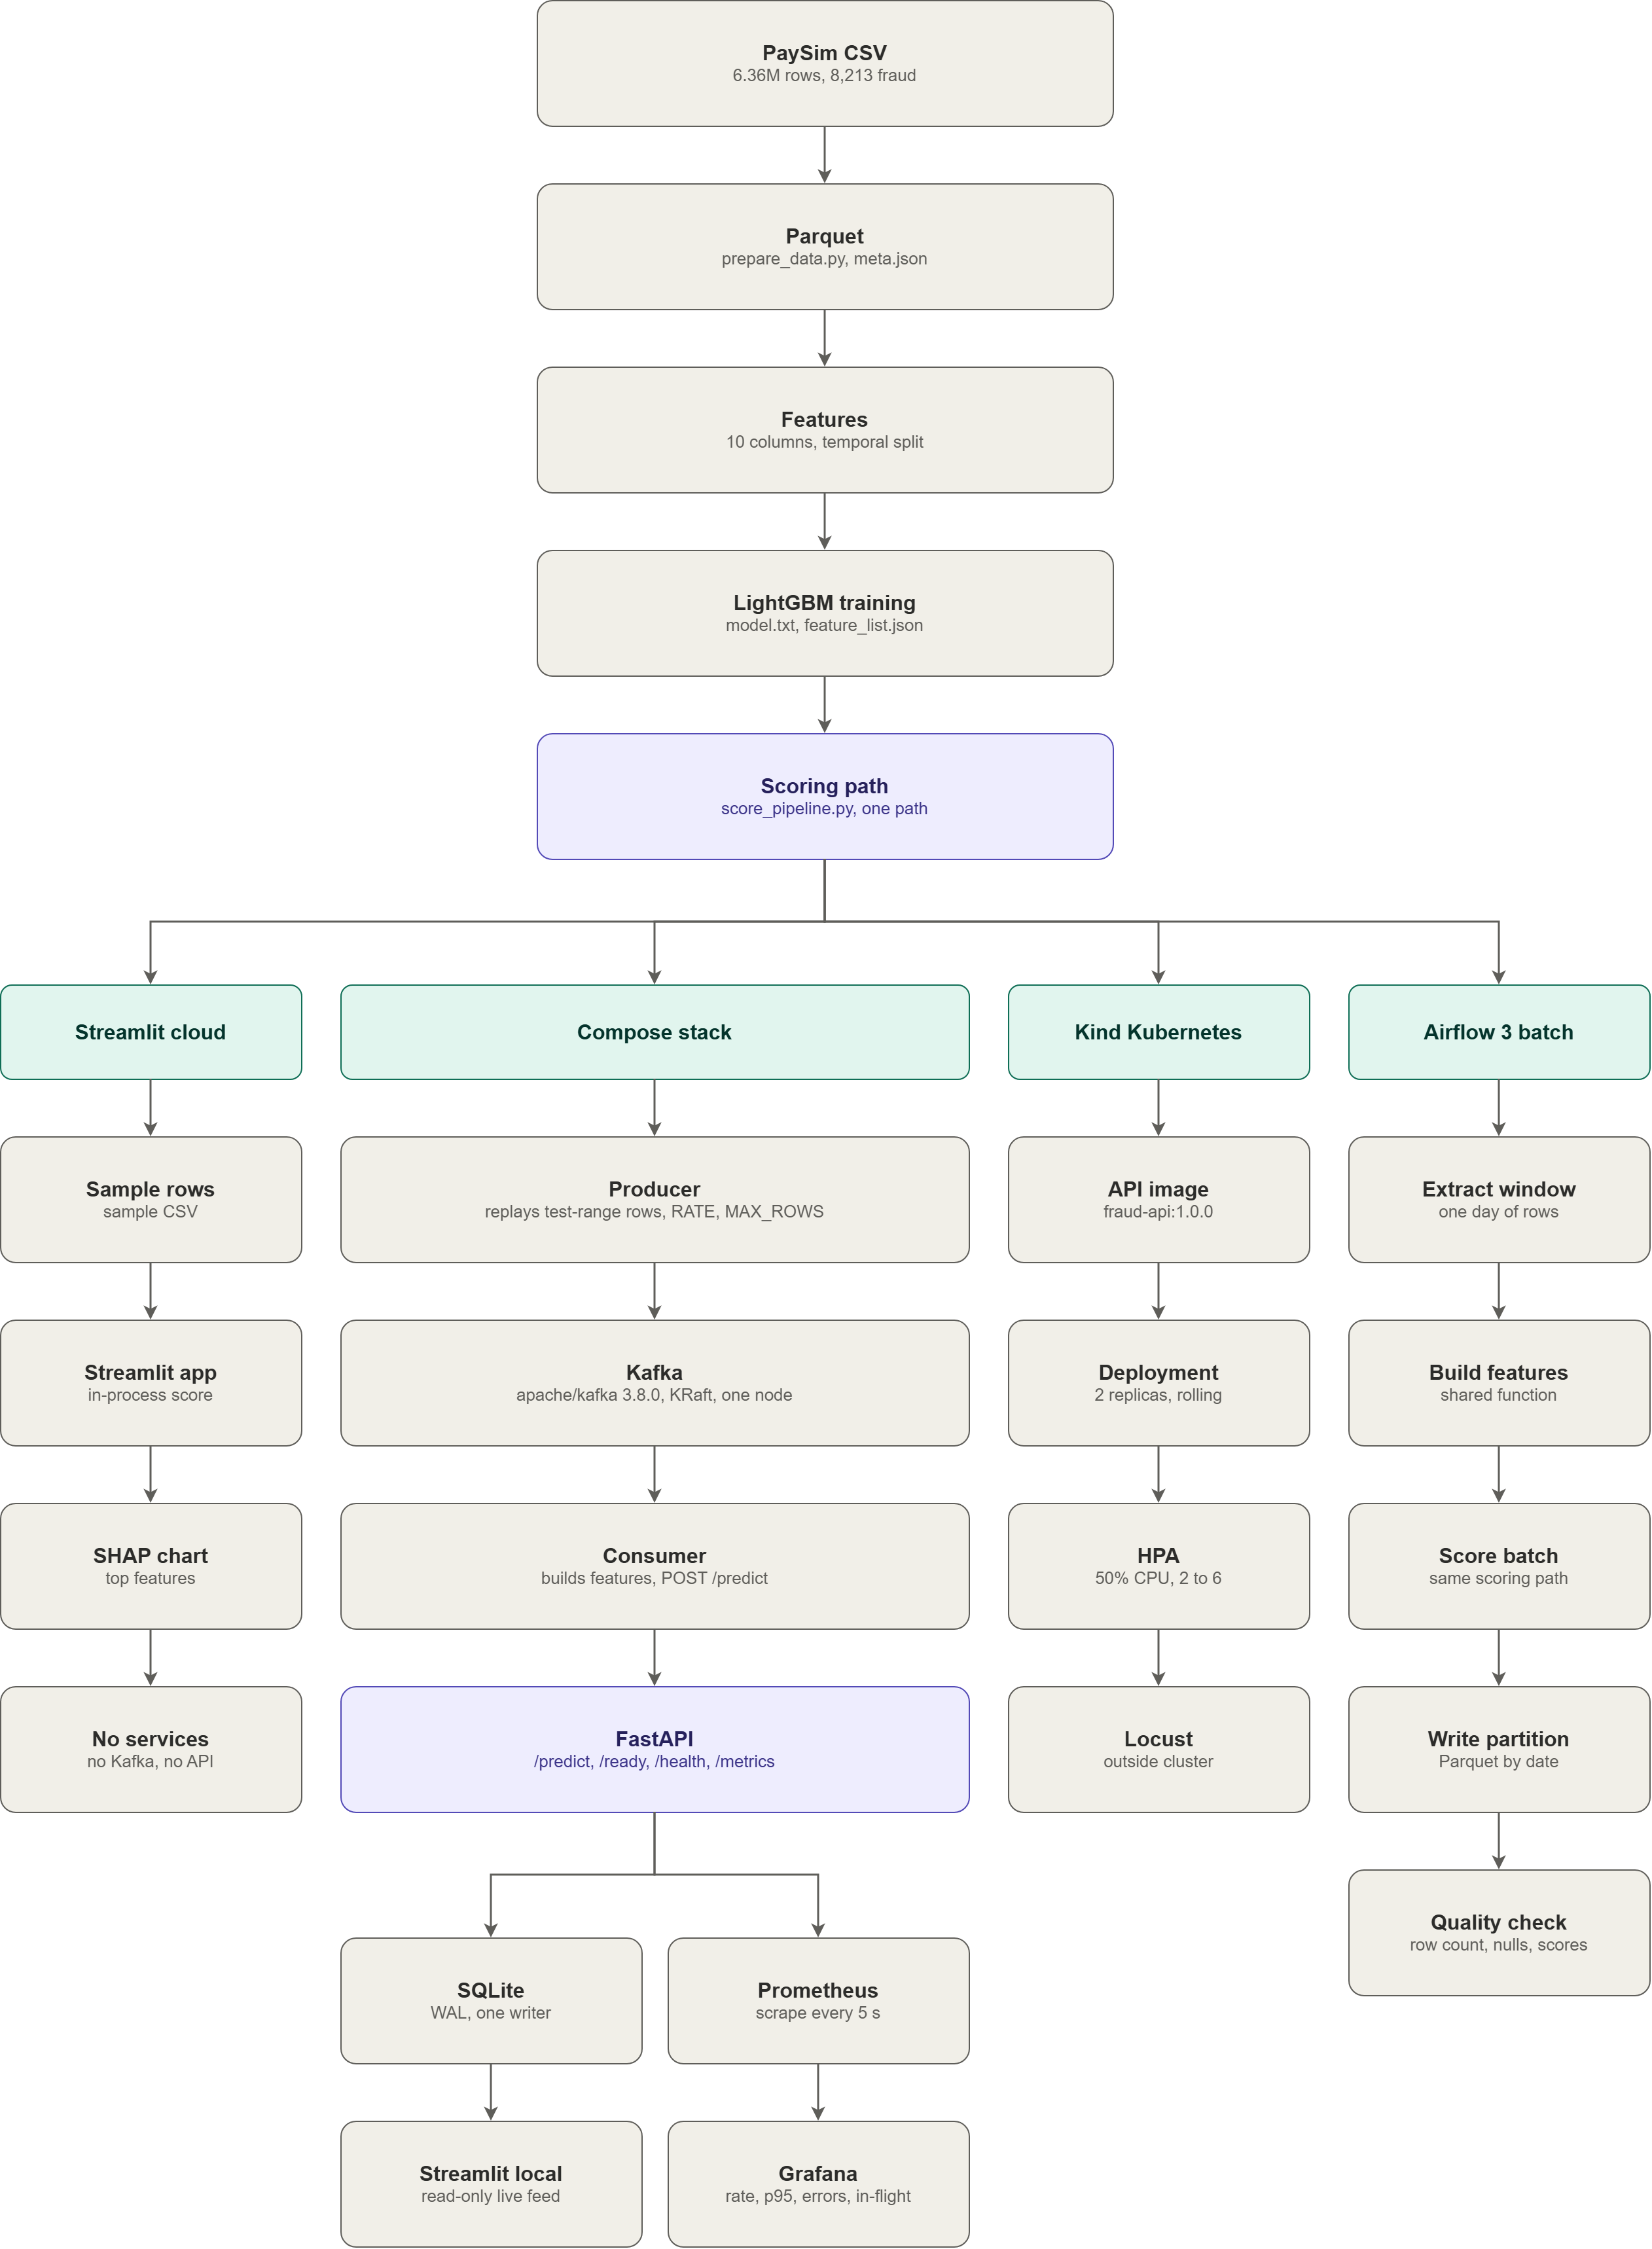 PaySim CSV
6.36M rows, 8,213 fraud
Parquet
prepare_data.py, meta.json
Features
10 columns, temporal split
LightGBM training
model.txt, feature_list.json
Scoring path
score_pipeline.py, one path
Streamlit cloud
Compose stack
Kind Kubernetes
Airflow 3 batch
Sample rows
sample CSV
Producer
replays test-range rows, RATE, MAX_ROWS
API image
fraud-api:1.0.0
Extract window
one day of rows
Streamlit app
in-process score
Kafka
apache/kafka 3.8.0, KRaft, one node
Deployment
2 replicas, rolling
Build features
shared function
SHAP chart
top features
Consumer
builds features, POST /predict
HPA
50% CPU, 2 to 6
Score batch
same scoring path
No services
no Kafka, no API
FastAPI
/predict, /ready, /health, /metrics
Locust
outside cluster
Write partition
Parquet by date
Quality check
row count, nulls, scores
SQLite
WAL, one writer
Prometheus
scrape every 5 s
Streamlit local
read-only live feed
Grafana
rate, p95, errors, in-flight